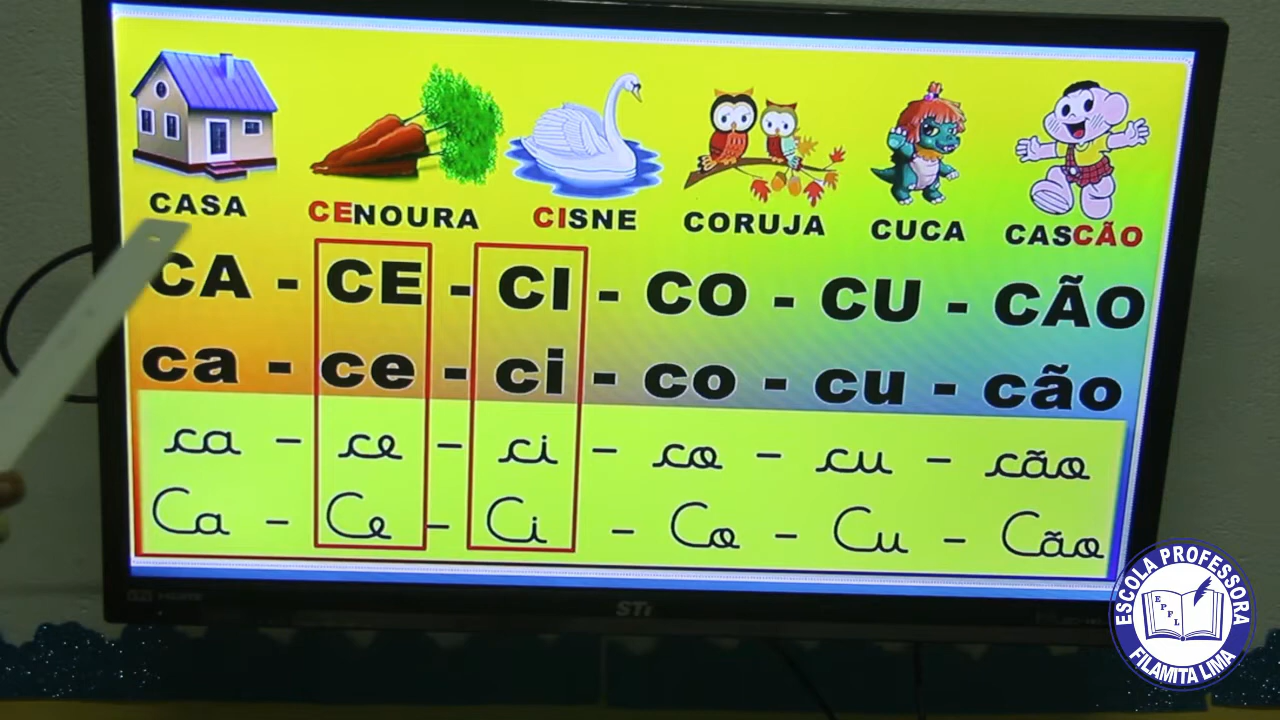 CASA CENOURA CISNE CORUJA CUCA CASCÃO
CA - CE - CI - CO - CU - CÃO
ca - ce - ci - co - cu - cão
ca - ce - ci - co - cu - cão
Ca - Ce - Ci - Co - Cu - Cão
STi
ESCOLA PROFESSORA
E P F L
FILAMITA LIMA